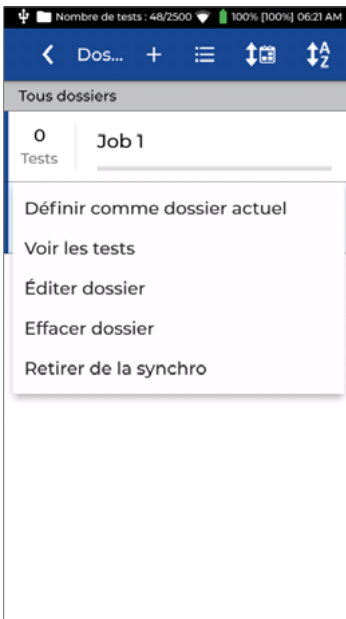 Nombre de tests : 48/2500 100% [100%] 06:21 AM
Dos... + A Z
Tous dossiers
0 Job 1
Tests
Définir comme dossier actuel
Voir les tests
Éditer dossier
Effacer dossier
Retirer de la synchro